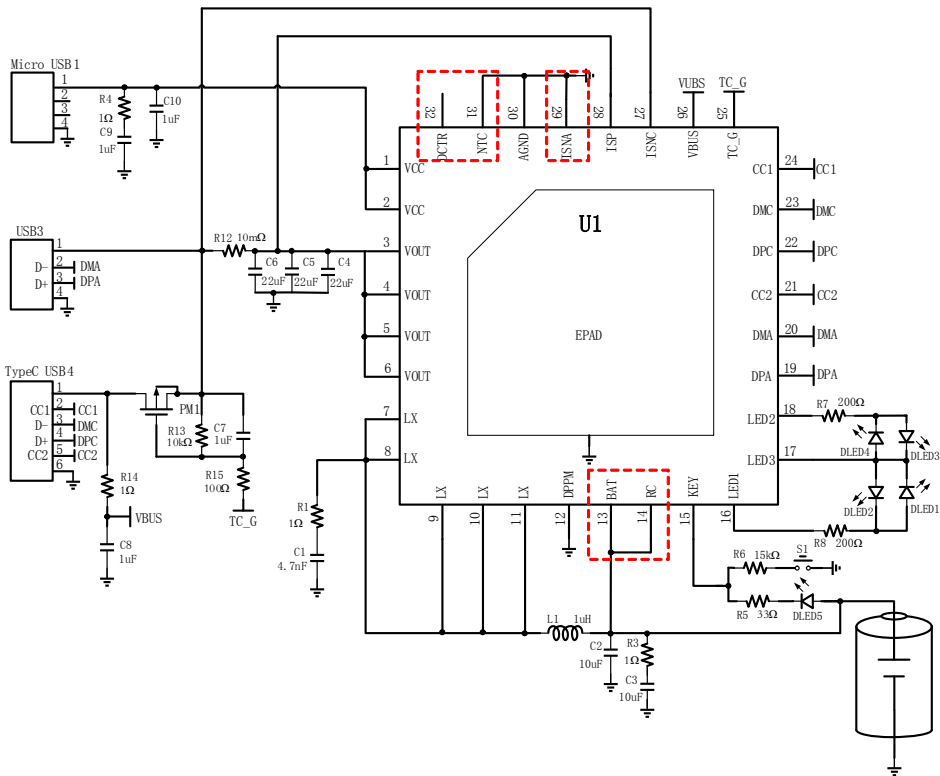 Micro USB1
1
2
3
4
R4
1Ω
C9
1uF
C10
1uF
USB3
1
D- 2 DMA
D+ 3 DPA
4
TypeC USB4
1
CC1 2 CC1
D- 3 DMC
D+ 4 DPC
CC2 5 CC2
6
PM1
R13
10kΩ
C7
1uF
R15
100Ω
TC_G
R14
1Ω
VBUS
C8
1uF
R12 10mΩ
C6
22uF
C5
22uF
C4
22uF
R1
1Ω
C1
4.7nF
U1
EPAD
1 VCC
2 VCC
3 VOUT
4 VOUT
5 VOUT
6 VOUT
7 LX
8 LX
9 LX
10 LX
11 LX
12 DPPM
13 BAT
14 RC
15 KEY
16 LED1
17 LED3
18 LED2
19 DPA DPA
20 DMA DMA
21 CC2 CC2
22 DPC DPC
23 DMC DMC
24 CC1 CC1
25 TC_G TC_G
26 VBUS VUBS
27 ISNC
28 ISP
29 ISNA
30 AGND
31 NTC
32 DCTR
R7 200Ω
DLED4
DLED3
DLED2
DLED1
R8 200Ω
R6 15kΩ
S1
R5 33Ω
DLED5
L1 1uH
C2
10uF
R3
1Ω
C3
10uF